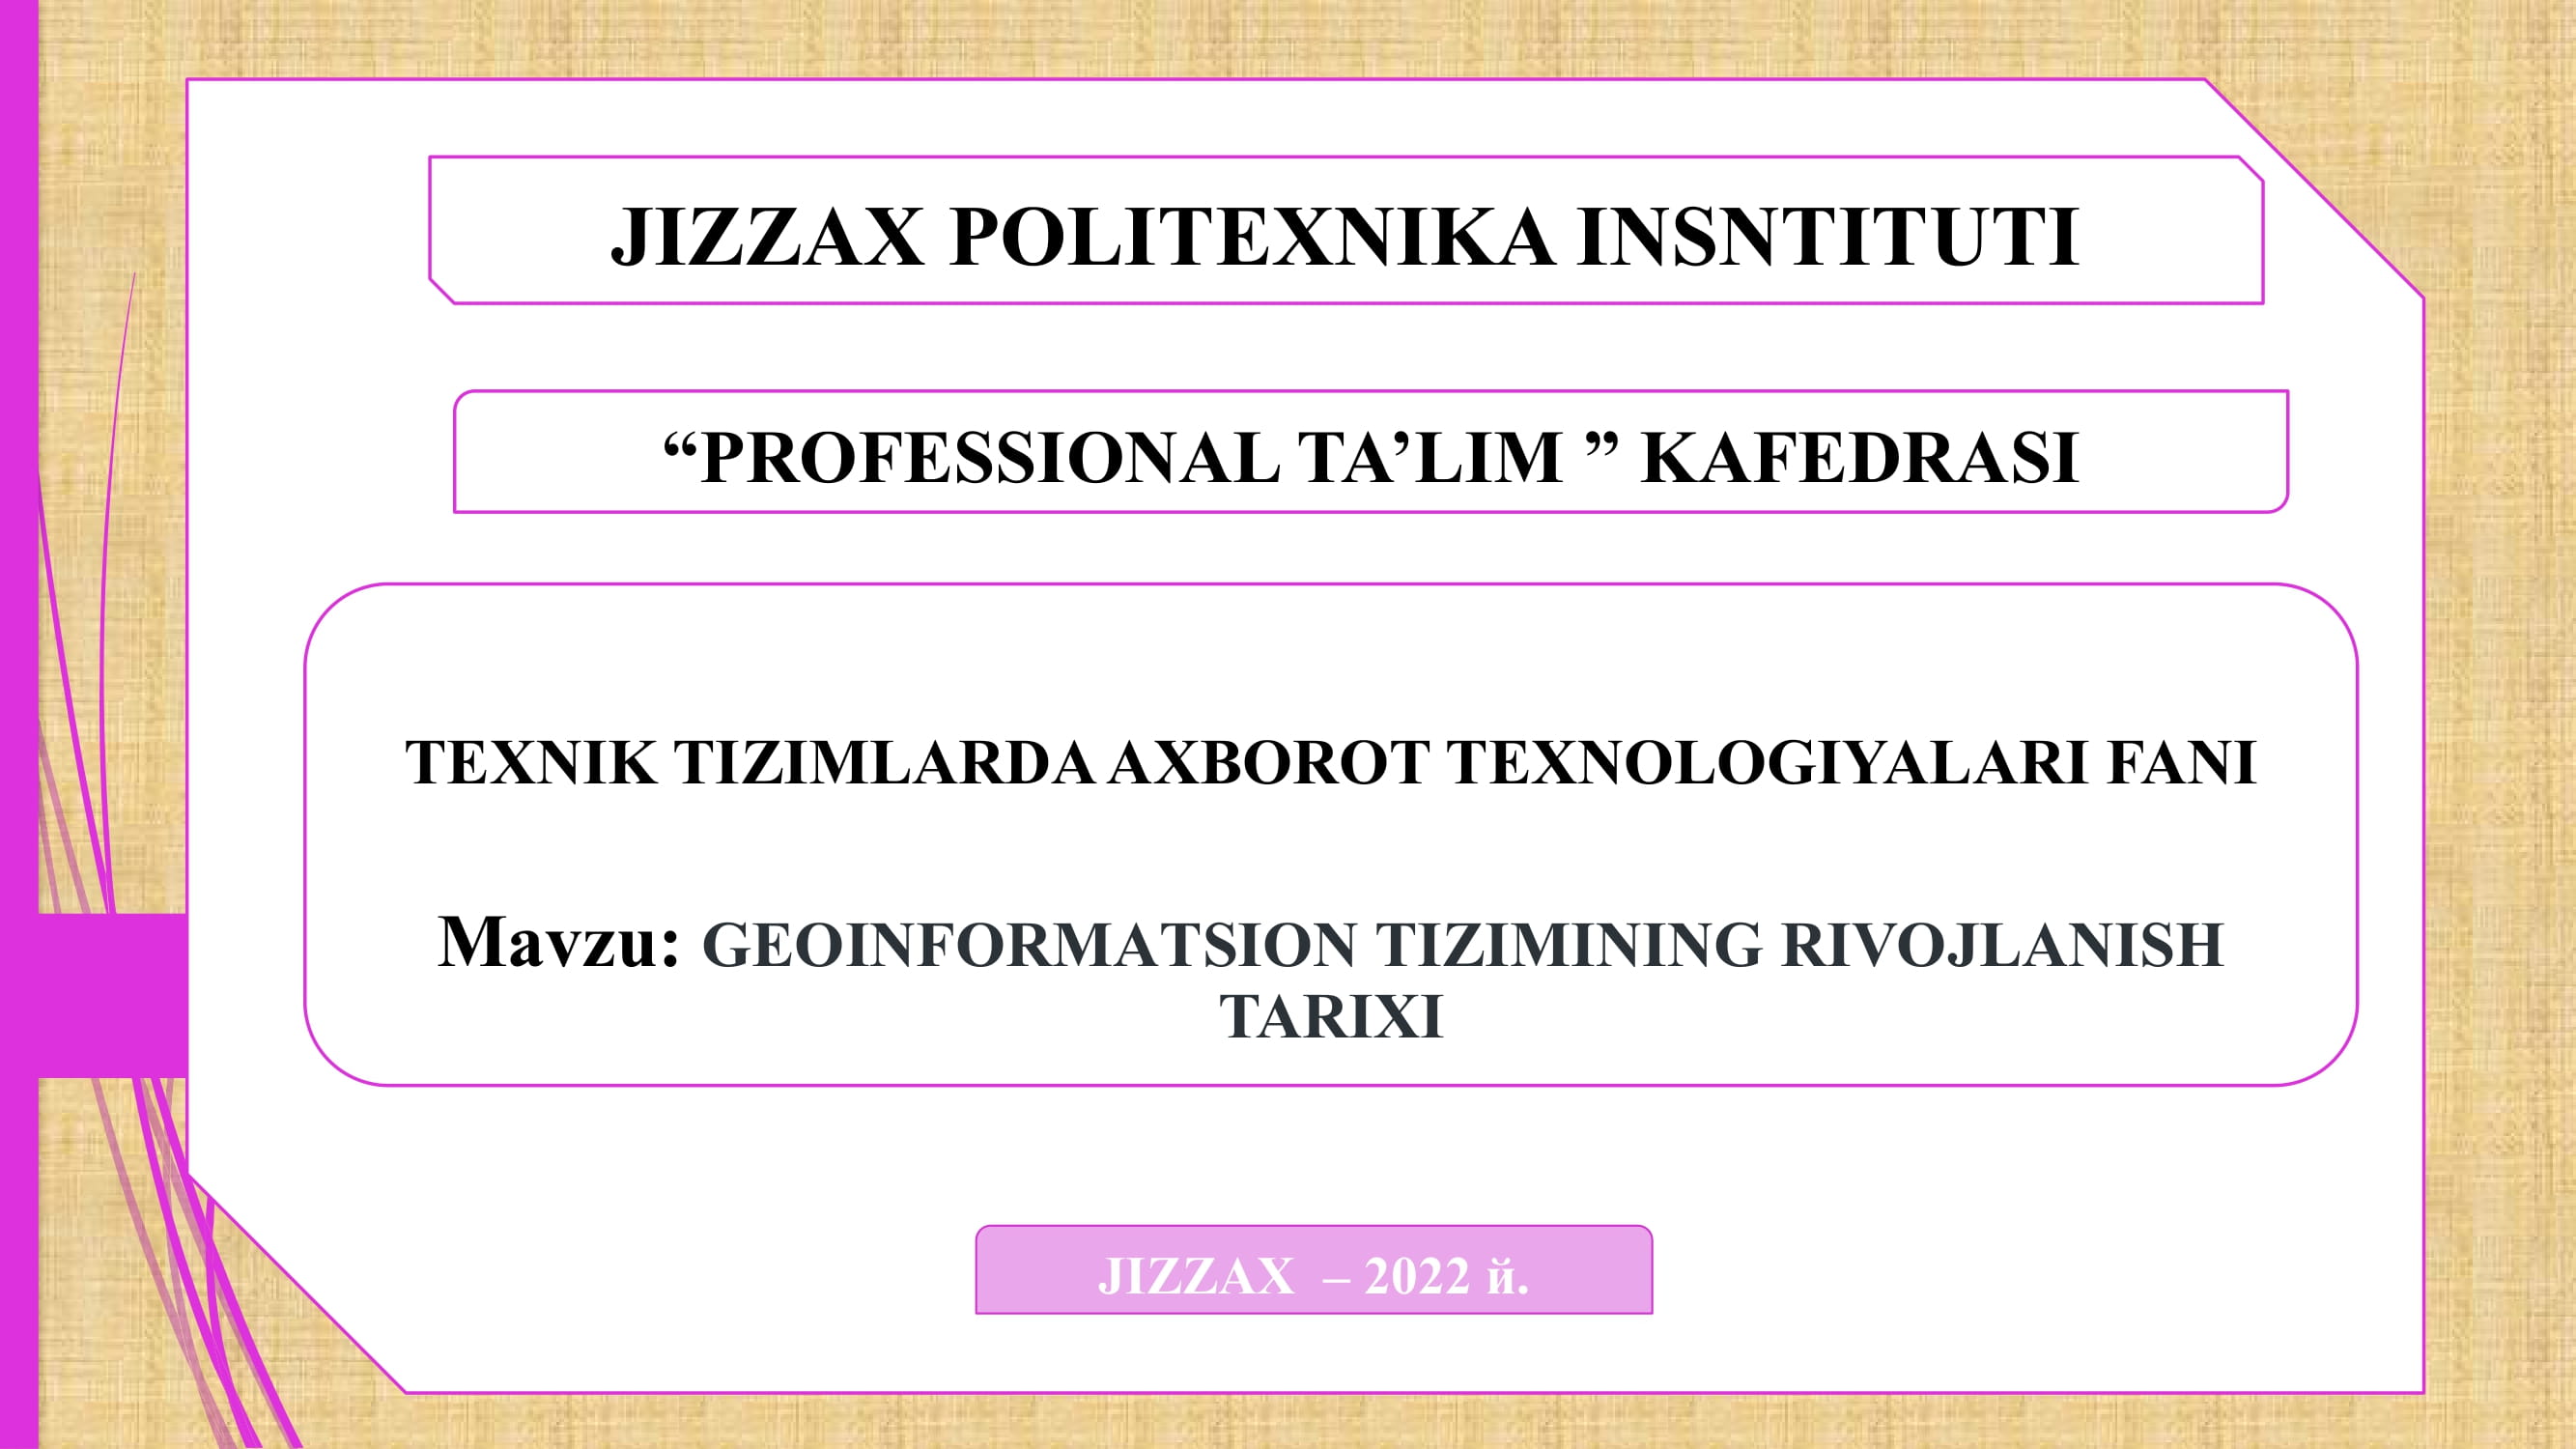 JIZZAX POLITEXNIKA INSNTITUTI
“PROFESSIONAL TA’LIM ” KAFEDRASI
TEXNIK TIZIMLARDA AXBOROT TEXNOLOGIYALARI FANI
Mavzu: GEOINFORMATSION TIZIMINING RIVOJLANISH
TARIXI
JIZZAX – 2022 й.